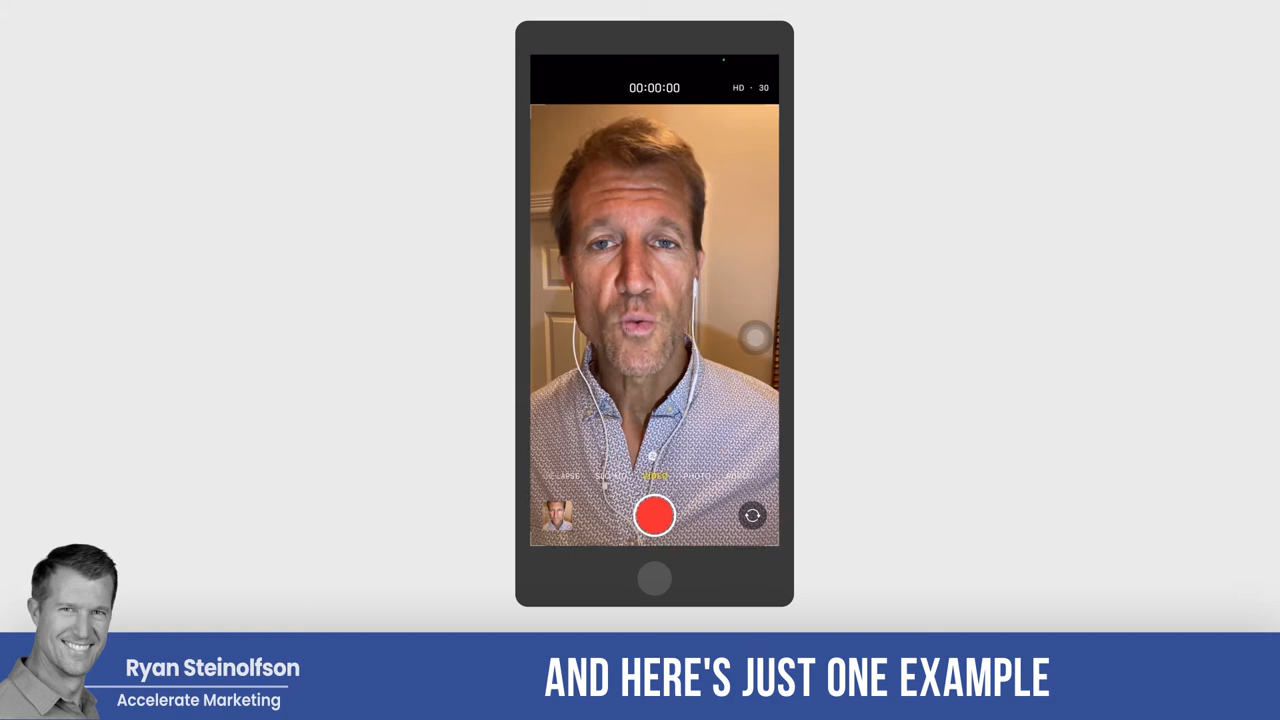 00:00:00
HD · 30
VIDEO
Ryan Steinolfson
Accelerate Marketing
AND HERE'S JUST ONE EXAMPLE